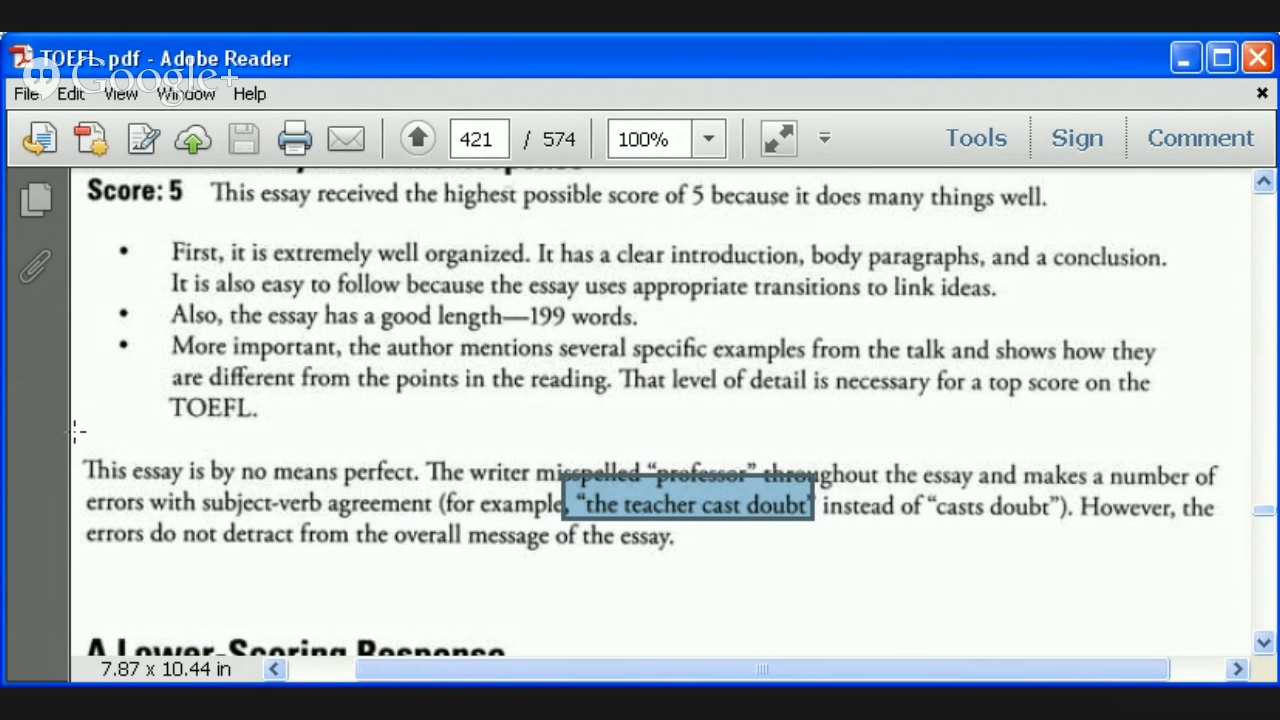 TOEFL.pdf - Adobe Reader
Google+
File Edit View Window Help
421 / 574 100% Tools Sign Comment
Score: 5 This essay received the highest possible score of 5 because it does many things well.
• First, it is extremely well organized. It has a clear introduction, body paragraphs, and a conclusion.
It is also easy to follow because the essay uses appropriate transitions to link ideas.
• Also, the essay has a good length—199 words.
• More important, the author mentions several specific examples from the talk and shows how they
are different from the points in the reading. That level of detail is necessary for a top score on the
TOEFL.
This essay is by no means perfect. The writer misspelled “professor” throughout the essay and makes a number of
errors with subject-verb agreement (for example, “the teacher cast doubt” instead of “casts doubt”). However, the
errors do not detract from the overall message of the essay.
A Lower-Scoring Response
7.87 x 10.44 in